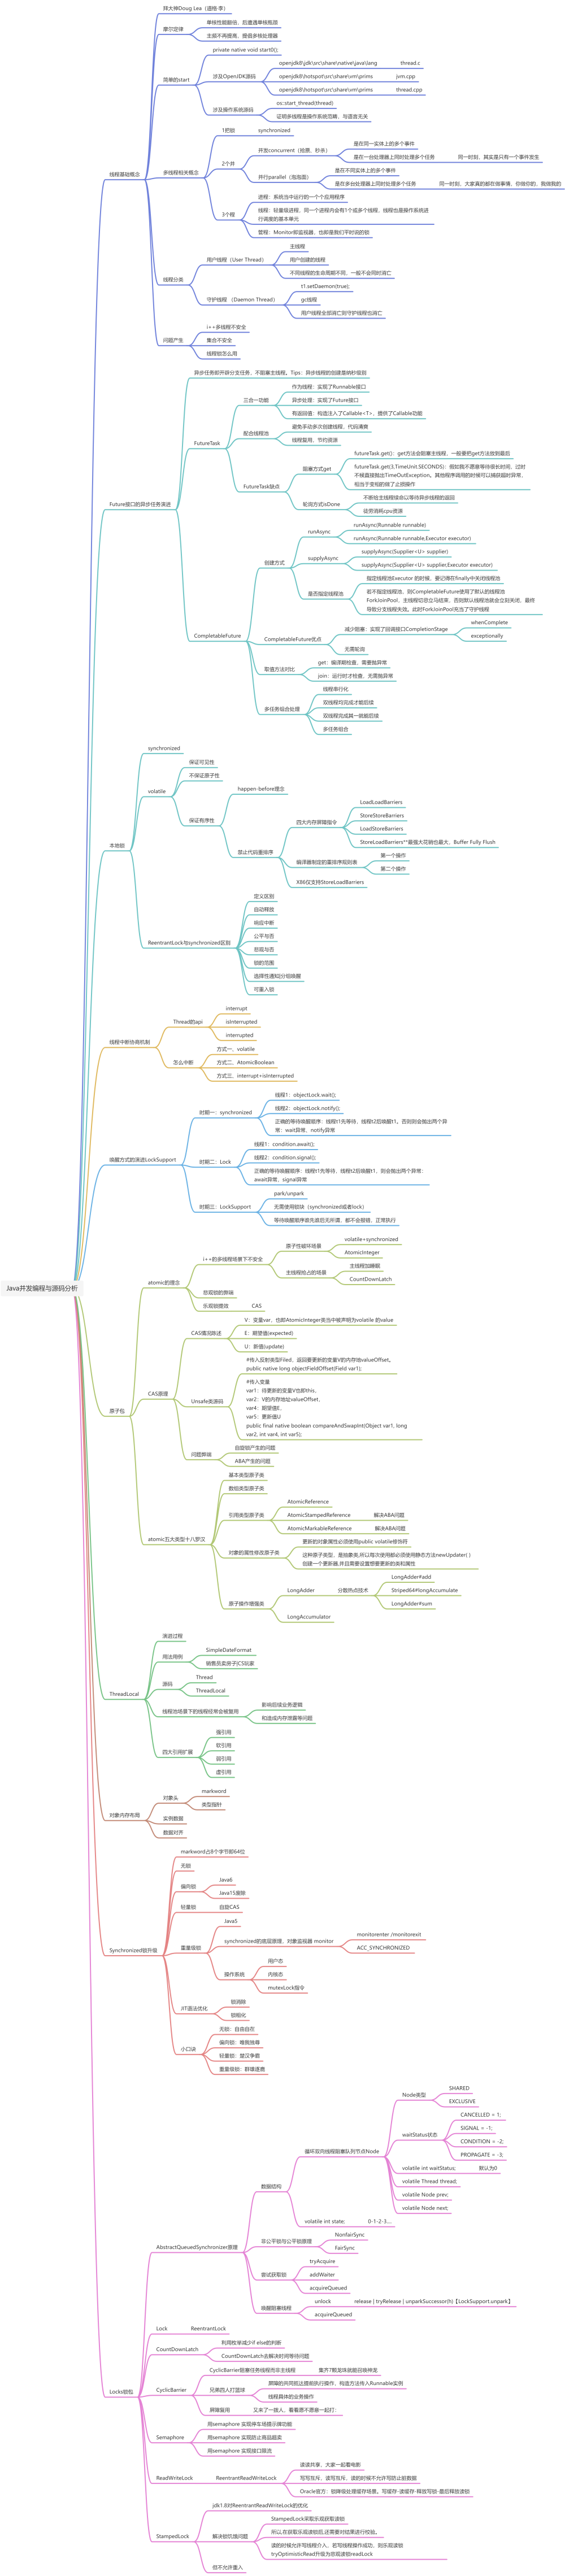 Java并发编程与源码分析
线程基础概念
拜大神Doug Lea（道格·李）
摩尔定律
单核性能翻倍，后遭遇单核瓶颈
主频不再提高，提倡多核处理器
简单的start
private native void start0();
涉及OpenJDK源码
openjdk8\jdk\src\share\native\java\lang
thread.c
openjdk8\hotspot\src\share\vm\prims
jvm.cpp
openjdk8\hotspot\src\share\vm\prims
thread.cpp
涉及操作系统源码
os::start_thread(thread)
证明多线程是操作系统范畴，与语言无关
多线程相关概念
1把锁
synchronized
2个并
并发concurrent（抢票、秒杀）
是在同一实体上的多个事件
是在一台处理器上同时处理多个任务
同一时刻，其实是只有一个事件发生
并行parallel（泡泡面）
是在不同实体上的多个事件
是在多台处理器上同时处理多个任务
同一时刻，大家真的都在做事情，你做你的，我做我的
3个程
进程：系统当中运行的一个个应用程序
线程：轻量级进程，同一个进程内会有1个或多个线程，线程也是操作系统进
行调度的基本单元
管程：Monitor即监视器，也即是我们平时说的锁
线程分类
用户线程（User Thread）
主线程
用户创建的线程
不同线程的生命周期不同，一般不会同时消亡
守护线程 （Daemon Thread）
t1.setDaemon(true);
gc线程
用户线程全部消亡则守护线程也消亡
问题产生
i++多线程不安全
集合不安全
线程锁怎么用
Future接口的异步任务演进
异步任务即开辟分支任务，不阻塞主线程。Tips：异步线程的创建是纳秒级别
FutureTask
三合一功能
作为线程：实现了Runnable接口
异步处理：实现了Future接口
有返回值：构造注入了Callable<T>，提供了Callable功能
配合线程池
避免手动多次创建线程，代码清爽
线程复用，节约资源
FutureTask缺点
阻塞方式get
futureTask.get()：get方法会阻塞主线程，一般要把get方法放到最后
futureTask.get(3,TimeUnit.SECONDS)：假如我不愿意等待很长时间，过时
不候直接抛出TimeOutException。其他程序调用的时候可以捕获超时异常，
相当于变相的做了止损操作
轮询方式isDone
不断给主线程续命以等待异步线程的返回
徒劳消耗cpu资源
CompletableFuture
创建方式
runAsync
runAsync(Runnable runnable)
runAsync(Runnable runnable,Executor executor)
supplyAsync
supplyAsync(Supplier<U> supplier)
supplyAsync(Supplier<U> supplier,Executor executor)
是否指定线程池
指定线程池Executor 的时候，要记得在finally中关闭线程池
若不指定线程池，则CompletableFuture使用了默认的线程池
ForkJoinPool，主线程切忌立马结束，否则默认线程池就会立刻关闭，最终
导致分支线程失败。此时ForkJoinPool充当了守护线程
CompletableFuture优点
减少阻塞：实现了回调接口CompletionStage
whenComplete
exceptionally
无需轮询
取值方法对比
get：编译期检查，需要抛异常
join：运行时才检查，无需抛异常
多任务组合处理
线程串行化
双线程均完成才能后续
双线程完成其一就能后续
多任务组合
本地锁
synchronized
volatile
保证可见性
不保证原子性
保证有序性
happen-before理念
禁止代码重排序
四大内存屏障指令
LoadLoadBarriers
StoreStoreBarriers
LoadStoreBarriers
StoreLoadBarriers**最强大花销也最大，Buffer Fully Flush
编译器制定的重排序规则表
第一个操作
第二个操作
X86仅支持StoreLoadBarriers
ReentrantLock与synchronized区别
定义区别
自动释放
响应中断
公平与否
悲观与否
锁的范围
选择性通知|分组唤醒
可重入锁
线程中断协商机制
Thread的api
interrupt
isInterrupted
interrupted
怎么中断
方式一、volatile
方式二、AtomicBoolean
方式三、interrupt+isInterrupted
唤醒方式的演进LockSupport
时期一：synchronized
线程1：objectLock.wait();
线程2：objectLock.notify();
正确的等待唤醒顺序：线程t1先等待，线程t2后唤醒t1。否则则会抛出两个异
常：wait异常、notify异常
时期二：Lock
线程1：condition.await();
线程2：condition.signal();
正确的等待唤醒顺序：线程t1先等待，线程t2后唤醒t1，则会抛出两个异常：
await异常、signal异常
时期三：LockSupport
park/unpark
无需使用锁块（synchronized或者lock）
等待唤醒顺序谁先谁后无所谓，都不会报错，正常执行
原子包
atomic的理念
i++的多线程场景下不安全
原子性破坏场景
volatile+synchronized
AtomicInteger
主线程抢占的场景
主线程加睡眠
CountDownLatch
悲观锁的弊端
乐观锁提效
CAS
CAS原理
CAS情况陈述
V：变量var，也即AtomicInteger类当中被声明为volatile 的value
E：期望值(expected)
U：新值(update)
Unsafe类源码
#传入反射类型Filed，返回要更新的变量V的内存地valueOffset。
public native long objectFieldOffset(Field var1);
#传入变量
var1：待更新的变量V也即this,
var2：V的内存地址valueOffset,
var4：期望值E,
var5：更新值U
public final native boolean compareAndSwapInt(Object var1, long
var2, int var4, int var5);
问题弊端
自旋锁产生的问题
ABA产生的问题
atomic五大类型十八罗汉
基本类型原子类
数组类型原子类
引用类型原子类
AtomicReference
AtomicStampedReference
解决ABA问题
AtomicMarkableReference
解决ABA问题
对象的属性修改原子类
更新的对象属性必须使用public volatile修饰符
这种原子类型，是抽象类,所以每次使用都必须使用静态方法newUpdater( )
创建一个更新器,并且需要设置想要更新的类和属性
原子操作增强类
LongAdder
分散热点技术
LongAdder#add
Striped64#longAccumulate
LongAdder#sum
LongAccumulator
ThreadLocal
演进过程
用法用例
SimpleDateFormat
销售员卖房子|CS玩家
源码
Thread
ThreadLocal
线程池场景下的线程经常会被复用
影响后续业务逻辑
和造成内存泄露等问题
四大引用扩展
强引用
软引用
弱引用
虚引用
对象内存布局
对象头
markword
类型指针
实例数据
数据对齐
Synchronized锁升级
markword占8个字节即64位
无锁
偏向锁
Java6
Java15废除
轻量锁
自旋CAS
重量级锁
Java5
synchronized的底层原理，对象监视器 monitor
monitorenter /monitorexit
ACC_SYNCHRONIZED
操作系统
用户态
内核态
mutexLock指令
JIT语法优化
锁消除
锁粗化
小口诀
无锁：自由自在
偏向锁：唯我独尊
轻量锁：楚汉争霸
重量级锁：群雄逐鹿
Locks锁包
AbstractQueuedSynchronizer原理
数据结构
循环双向线程阻塞队列节点Node
Node类型
SHARED
EXCLUSIVE
waitStatus状态
CANCELLED = 1;
SIGNAL = -1;
CONDITION = -2;
PROPAGATE = -3;
volatile int waitStatus;
默认为0
volatile Thread thread;
volatile Node prev;
volatile Node next;
volatile int state;
0-1-2-3....
非公平锁与公平锁原理
NonfairSync
FairSync
尝试获取锁
tryAcquire
addWaiter
acquireQueued
唤醒阻塞线程
unlock
release | tryRelease | unparkSuccessor(h)【LockSupport.unpark】
acquireQueued
Lock
ReentrantLock
CountDownLatch
利用枚举减少if else的判断
CountDownLatch去解决时间等待问题
CyclicBarrier
CyclicBarrier阻塞任务线程而非主线程
集齐7颗龙珠就能召唤神龙
兄弟四人打篮球
屏障的共同抵达提前执行操作，构造方法传入Runnable实例
线程具体的业务操作
屏障复用
又来了一拨人，看看愿不愿意一起打:
Semaphore
用semaphore 实现停车场提示牌功能
用semaphore 实现防止商品超卖
用semaphore 实现接口限流
ReadWriteLock
ReentrantReadWriteLock
读读共享，大家一起看电影
写写互斥，读写互斥，读的时候不允许写防止脏数据
Oracle官方：锁降级处理缓存场景。写缓存-读缓存-释放写锁-最后释放读锁
StampedLock
jdk1.8对ReentrantReadWriteLock的优化
解决锁饥饿问题
StampedLock采取乐观获取读锁
所以,在获取乐观读锁后,还需要对结果进行校验。
读的时候允许写线程介入，若写线程操作成功，则乐观读锁
tryOptimisticRead升级为悲观读锁readLock
但不允许重入